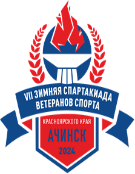 VII ЗИМНЯЯ СПАРТАКИАДА
ВЕТЕРАНОВ СПОРТА
КРАСНОЯРСКОГО КРАЯ
АЧИНСК
2024